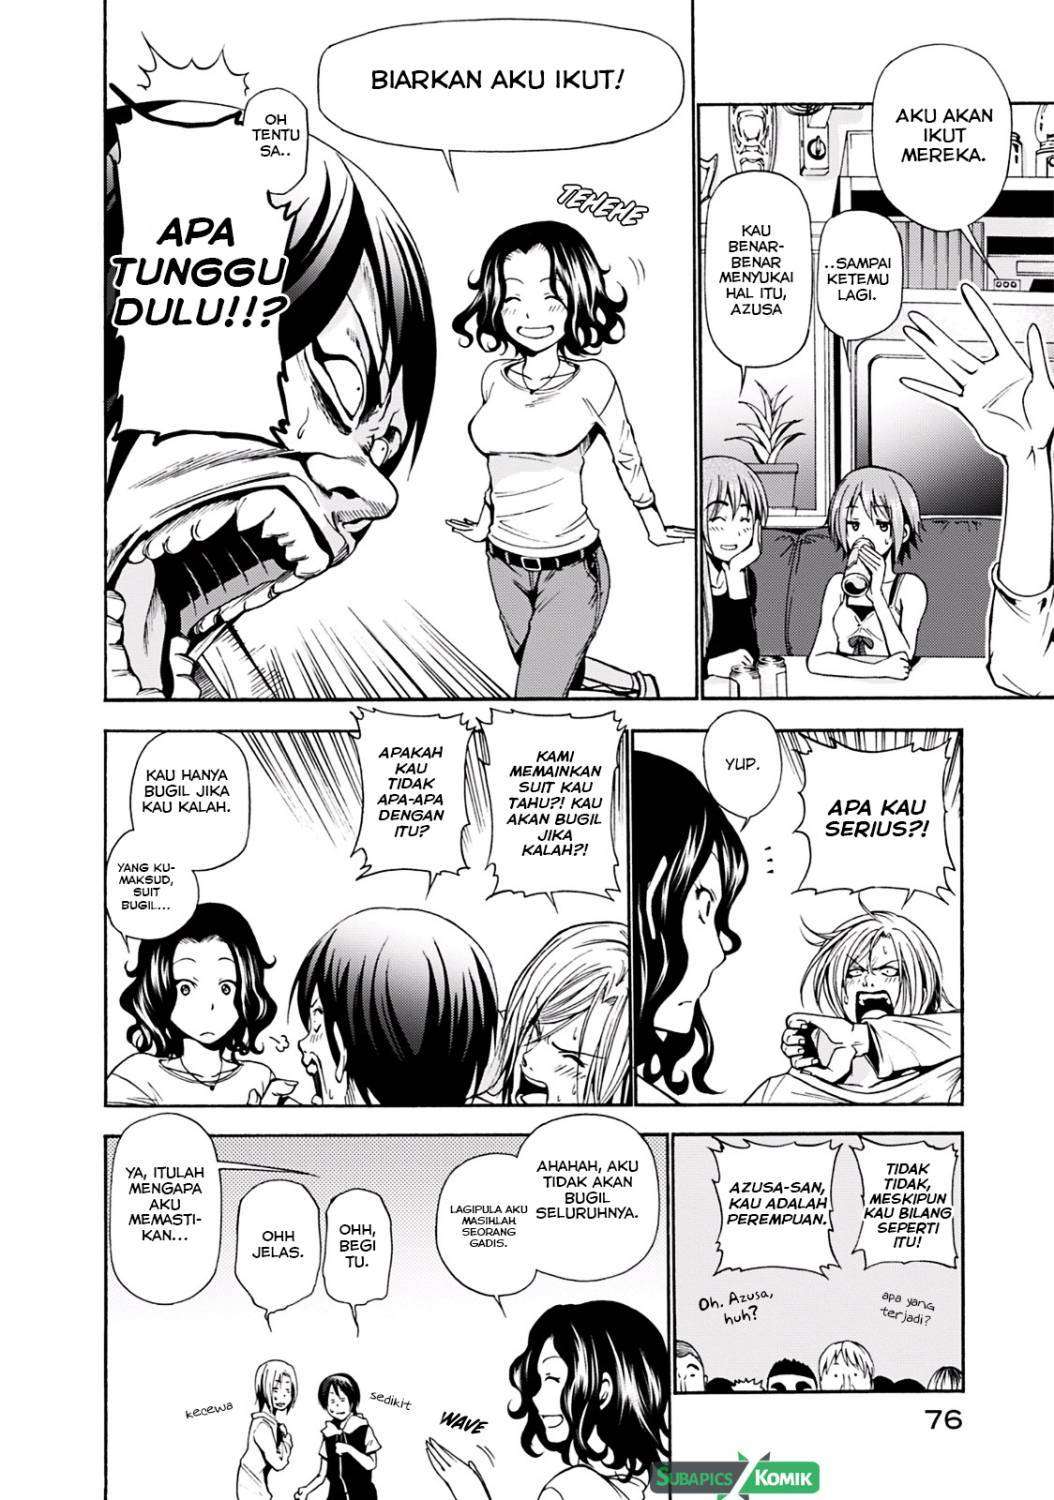 AKU AKAN
IKUT
MEREKA.
..SAMPAI
KETEMU
LAGI.
KAU
BENAR-
BENAR
MENYUKAI
HAL ITU,
AZUSA
BIARKAN AKU IKUT!
TEHEHE
OH
TENTU
SA..
APA
TUNGGU
DULU!!!?
APA KAU
SERIUS?!
YUP.
KAMI
MEMAINKAN
SUIT KAU
TAHU?! KAU
AKAN BUGIL
JIKA
KALAH?!
APAKAH
KAU
TIDAK
APA-APA
DENGAN
ITU?
KAU HANYA
BUGIL JIKA
KAU KALAH.
YANG KU-
MAKSUD,
SUIT
BUGIL...
TIDAK
TIDAK,
MESKIPUN
KAU BILANG
SEPERTI
ITU!
AZUSA-SAN,
KAU ADALAH
PEREMPUAN.
apa yang
terjadi?
Oh. Azusa,
huh?
AHAHAH, AKU
TIDAK AKAN
BUGIL
SELURUHNYA.
LAGIPULA AKU
MASIHLAH
SEORANG
GADIS.
OHH,
BEGI
TU.
OHH
JELAS.
YA, ITULAH
MENGAPA
AKU
MEMASTI-
KAN...
sedikit
kecewa
WAVE
76
SUBAPICS KOMIK